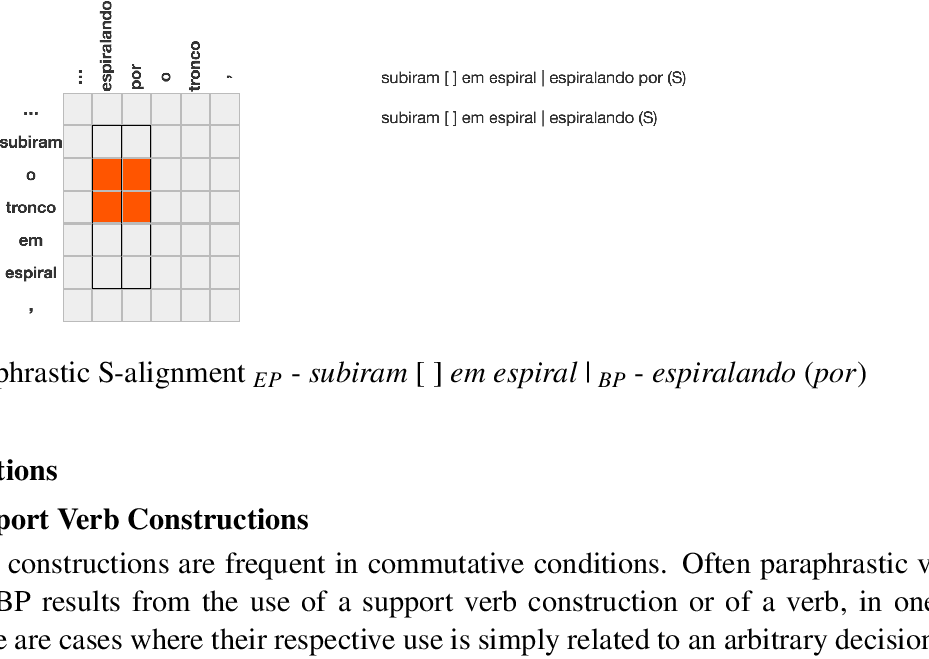 ... espiralando por o tronco ,
subiram [ ] em espiral | espiralando por (S)
subiram [ ] em espiral | espiralando (S)
...
subiram
o
tronco
em
espiral
,
phrastic S-alignment EP - subiram [ ] em espiral | BP - espiralando (por)
tions
port Verb Constructions
constructions are frequent in commutative conditions. Often paraphrastic v
BP results from the use of a support verb construction or of a verb, in one
e are cases where their respective use is simply related to an arbitrary decision